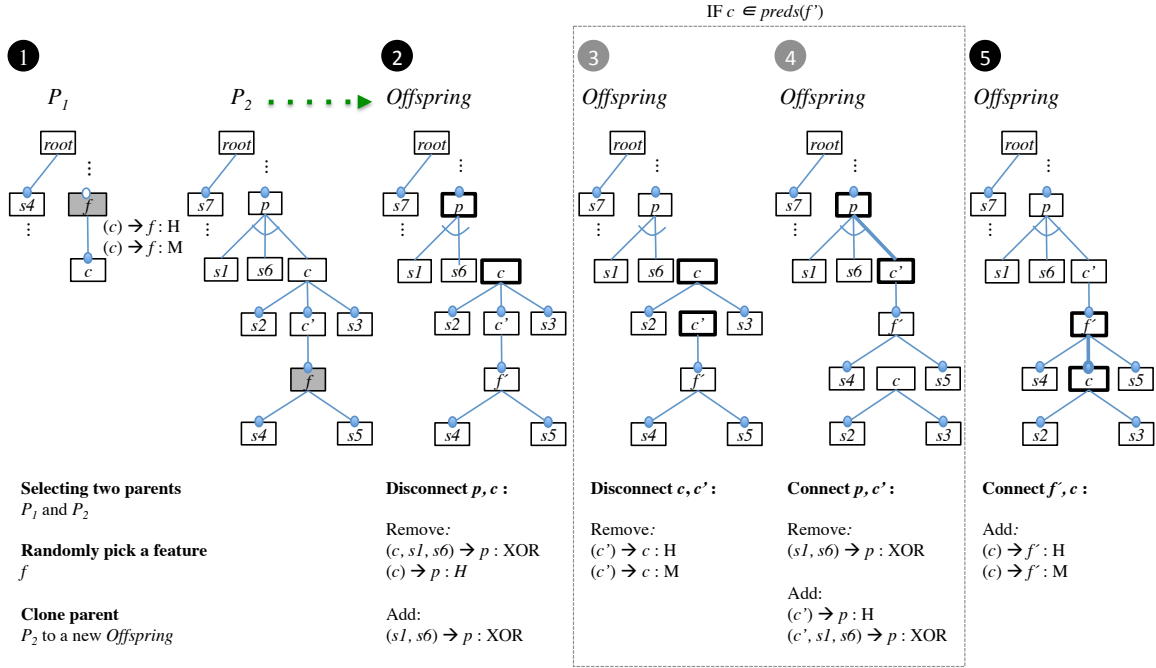 IF c ∈ preds(f’)
1
2
3
4
5
P1
P2
Offspring
Offspring
Offspring
Offspring
root
⋮
s4
f
⋮
(c) → f : H
(c) → f : M
c
root
⋮
s7
p
⋮
s1
s6
c
s2
c’
s3
f
s4
s5
root
⋮
s7
p
⋮
s1
s6
c
s2
c’
s3
f´
s4
s5
root
⋮
s7
p
⋮
s1
s6
c
s2
c’
s3
f´
s4
s5
root
⋮
s7
p
⋮
s1
s6
c’
f´
s4
c
s5
s2
s3
root
⋮
s7
p
⋮
s1
s6
c’
f´
s4
c
s5
s2
s3
Selecting two parents
P1 and P2
Randomly pick a feature
f
Clone parent
P2 to a new Offspring
Disconnect p, c :
Remove:
(c, s1, s6) → p : XOR
(c) → p : H
Add:
(s1, s6) → p : XOR
Disconnect c, c’ :
Remove:
(c’) → c : H
(c’) → c : M
Connect p, c’ :
Remove:
(s1, s6) → p : XOR
Add:
(c’) → p : H
(c’, s1, s6) → p : XOR
Connect f´, c :
Add:
(c) → f´ : H
(c) → f´ : M